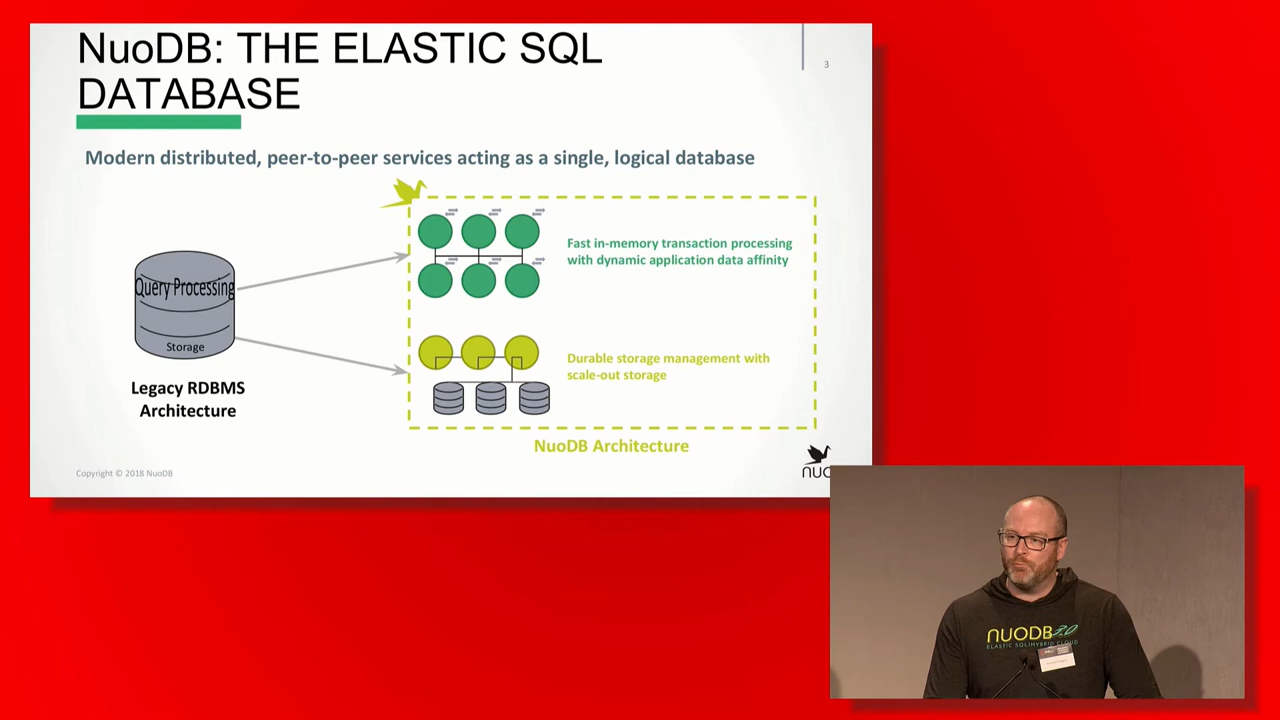 NuoDB: THE ELASTIC SQL
DATABASE
3
Modern distributed, peer-to-peer services acting as a single, logical database
Query Processing
Storage
Legacy RDBMS
Architecture
Fast in-memory transaction processing
with dynamic application data affinity
Durable storage management with
scale-out storage
NuoDB Architecture
Copyright © 2018 NuoDB
NUODB 3.0
ELASTIC SQL|HYBRID CLOUD